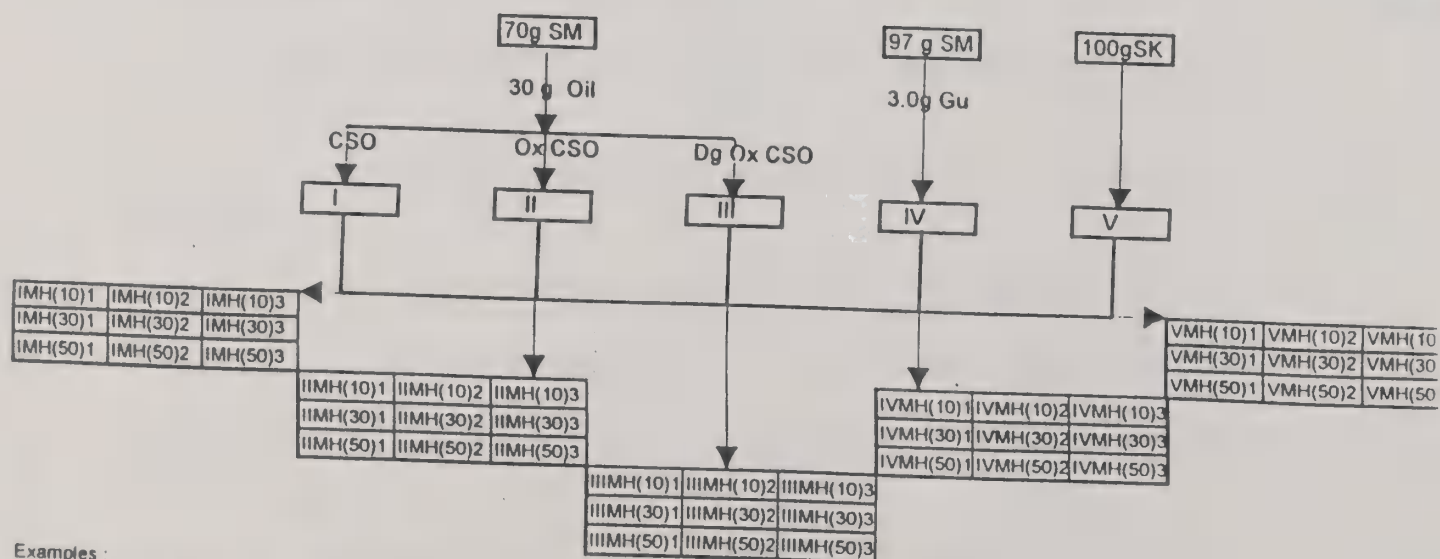 70g SM
97 g SM
100gSK
30 g Oil
3.0g Gu
CSO
Ox CSO
Dg Ox CSO
I
II
III
IV
V
IMH(10)1 IMH(10)2 IMH(10)3
IMH(30)1 IMH(30)2 IMH(30)3
IMH(50)1 IMH(50)2 IMH(50)3
IIMH(10)1 IIMH(10)2 IIMH(10)3
IIMH(30)1 IIMH(30)2 IIMH(30)3
IIMH(50)1 IIMH(50)2 IIMH(50)3
IIIMH(10)1 IIIMH(10)2 IIIMH(10)3
IIIMH(30)1 IIIMH(30)2 IIIMH(30)3
IIIMH(50)1 IIIMH(50)2 IIIMH(50)3
IVMH(10)1 IVMH(10)2 IVMH(10)3
IVMH(30)1 IVMH(30)2 IVMH(30)3
IVMH(50)1 IVMH(50)2 IVMH(50)3
VMH(10)1 VMH(10)2 VMH(10
VMH(30)1 VMH(30)2 VMH(30
VMH(50)1 VMH(50)2 VMH(50
Examples :